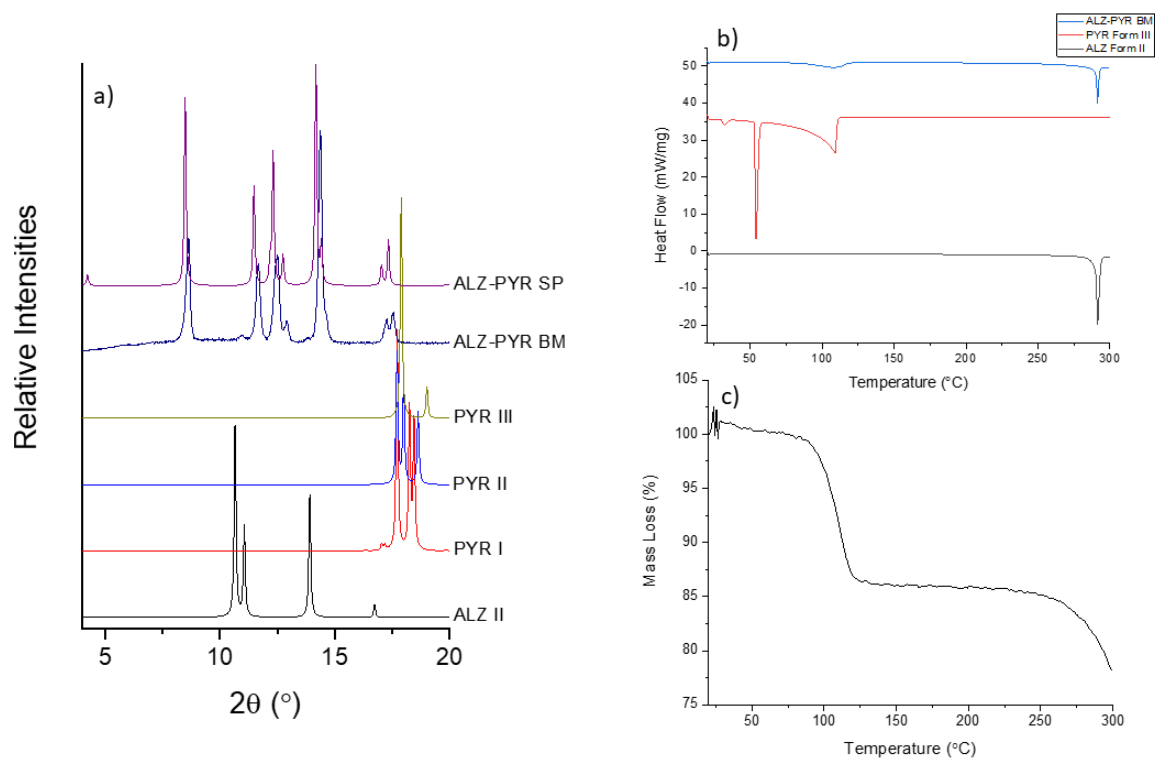 a)
Relative Intensities
ALZ-PYR SP
ALZ-PYR BM
PYR III
PYR II
PYR I
ALZ II
5 10 15 20
2θ (°)
b)
ALZ-PYR BM
PYR Form III
ALZ Form II
Heat Flow (mW/mg)
50
40
30
20
10
0
-10
-20
50 100 150 200 250 300
Temperature (°C)
c)
Mass Loss (%)
105
100
95
90
85
80
75
50 100 150 200 250 300
Temperature (°C)